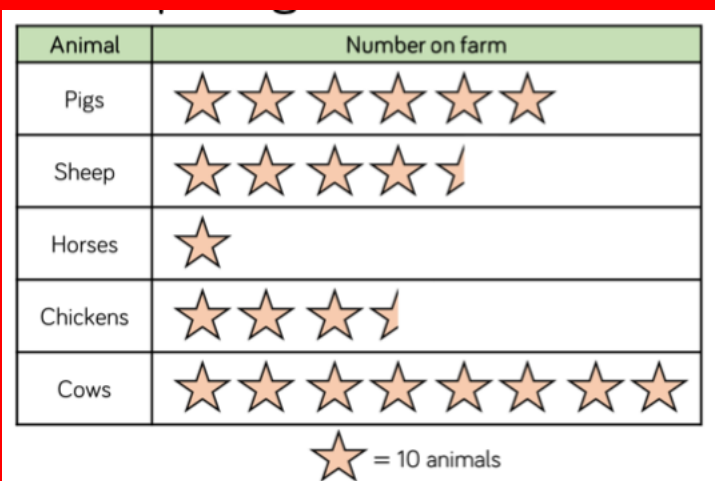 Animal Number on farm
Pigs
Sheep
Horses
Chickens
Cows
= 10 animals